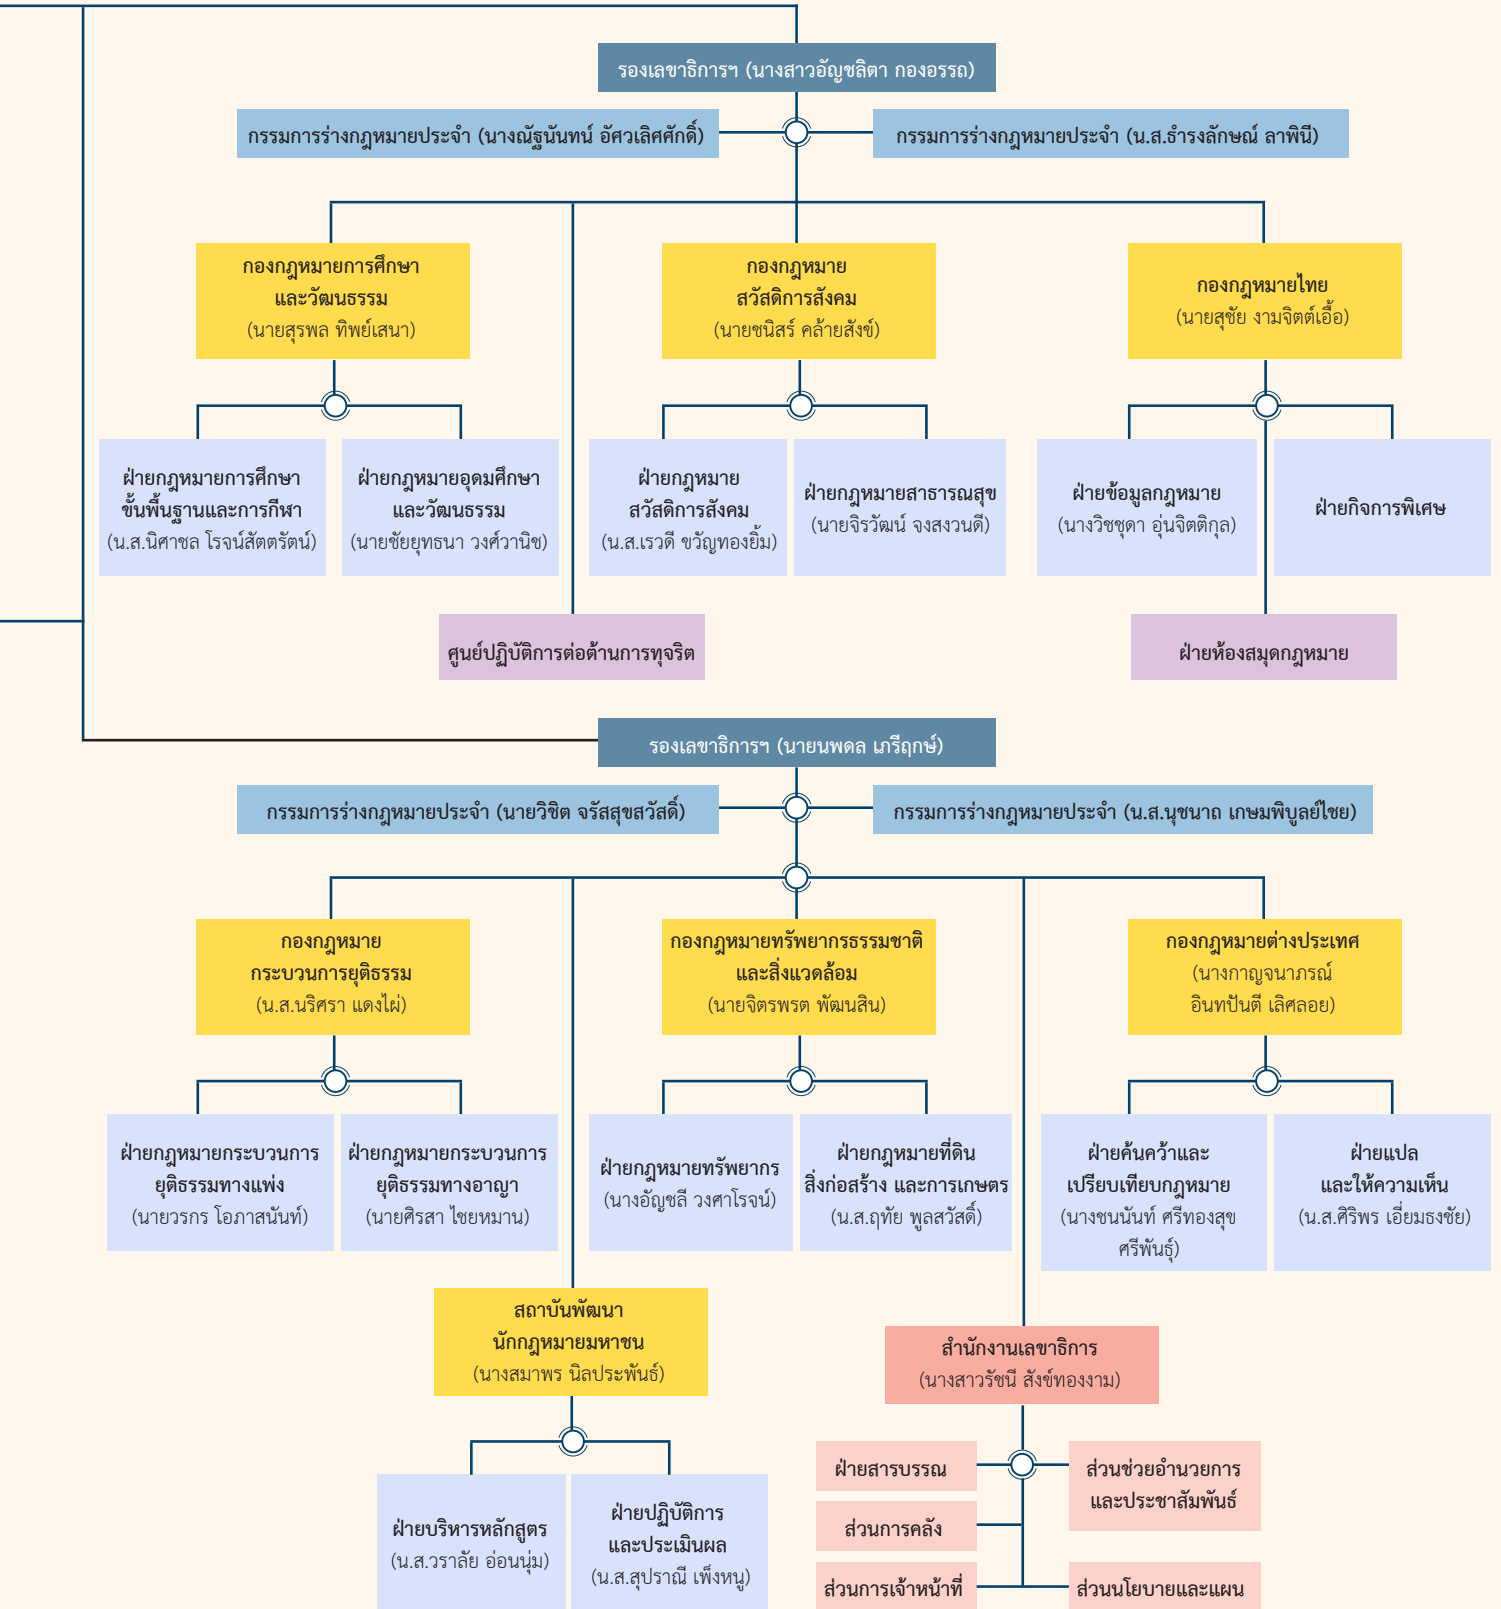 รองเลขาธิการฯ (นางสาวอัญชลิตา กองอรรถ)
กรรมการร่างกฎหมายประจำ (นางณัฐนันทน์ อัศวเลิศศักดิ์)
กรรมการร่างกฎหมายประจำ (น.ส.ธำรงลักษณ์ ลาพินี)
กองกฎหมายการศึกษา
และวัฒนธรรม
(นายสุรพล ทิพย์เสนา)
กองกฎหมาย
สวัสดิการสังคม
(นายชนิสร์ คล้ายสังข์)
กองกฎหมายไทย
(นายสุชัย งามจิตต์เอื้อ)
ฝ่ายกฎหมายการศึกษา
ขั้นพื้นฐานและการกีฬา
(น.ส.นิศาชล โรจน์สัตตรัตน์)
ฝ่ายกฎหมายอุดมศึกษา
และวัฒนธรรม
(นายชัยยุทธนา วงศ์วานิช)
ฝ่ายกฎหมาย
สวัสดิการสังคม
(น.ส.เรวดี ขวัญทองยิ้ม)
ฝ่ายกฎหมายสาธารณสุข
(นายจิรวัฒน์ จงสงวนดี)
ฝ่ายข้อมูลกฎหมาย
(นางวิชชุดา อุ่นจิตติกุล)
ฝ่ายกิจการพิเศษ
ศูนย์ปฏิบัติการต่อต้านการทุจริต
ฝ่ายห้องสมุดกฎหมาย
รองเลขาธิการฯ (นายนพดล เภรีฤกษ์)
กรรมการร่างกฎหมายประจำ (นายวิชิต จรัสสุขสวัสดิ์)
กรรมการร่างกฎหมายประจำ (น.ส.นุชนาถ เกษมพิบูลย์ไชย)
กองกฎหมาย
กระบวนการยุติธรรม
(น.ส.นริศรา แดงไผ่)
กองกฎหมายทรัพยากรธรรมชาติ
และสิ่งแวดล้อม
(นายจิตรพรต พัฒนสิน)
กองกฎหมายต่างประเทศ
(นางกาญจนาภรณ์
อินทปันตี เลิศลอย)
ฝ่ายกฎหมายกระบวนการ
ยุติธรรมทางแพ่ง
(นายวรกร โอภาสนันท์)
ฝ่ายกฎหมายกระบวนการ
ยุติธรรมทางอาญา
(นายศิรสา ไชยหมาน)
ฝ่ายกฎหมายทรัพยากร
(นางอัญชลี วงศาโรจน์)
ฝ่ายกฎหมายที่ดิน
สิ่งก่อสร้าง และการเกษตร
(น.ส.ฤทัย พูลสวัสดิ์)
ฝ่ายค้นคว้าและ
เปรียบเทียบกฎหมาย
(นางชนนันท์ ศรีทองสุข
ศรีพันธุ์)
ฝ่ายแปล
และให้ความเห็น
(น.ส.ศิริพร เอี่ยมธงชัย)
สถาบันพัฒนา
นักกฎหมายมหาชน
(นางสมาพร นิลประพันธ์)
สำนักงานเลขาธิการ
(นางสาวรัชนี สังข์ทองงาม)
ฝ่ายบริหารหลักสูตร
(น.ส.วราลัย อ่อนนุ่ม)
ฝ่ายปฏิบัติการ
และประเมินผล
(น.ส.สุปราณี เพ็งหนู)
ฝ่ายสารบรรณ
ส่วนช่วยอำนวยการ
และประชาสัมพันธ์
ส่วนการคลัง
ส่วนการเจ้าหน้าที่
ส่วนนโยบายและแผน